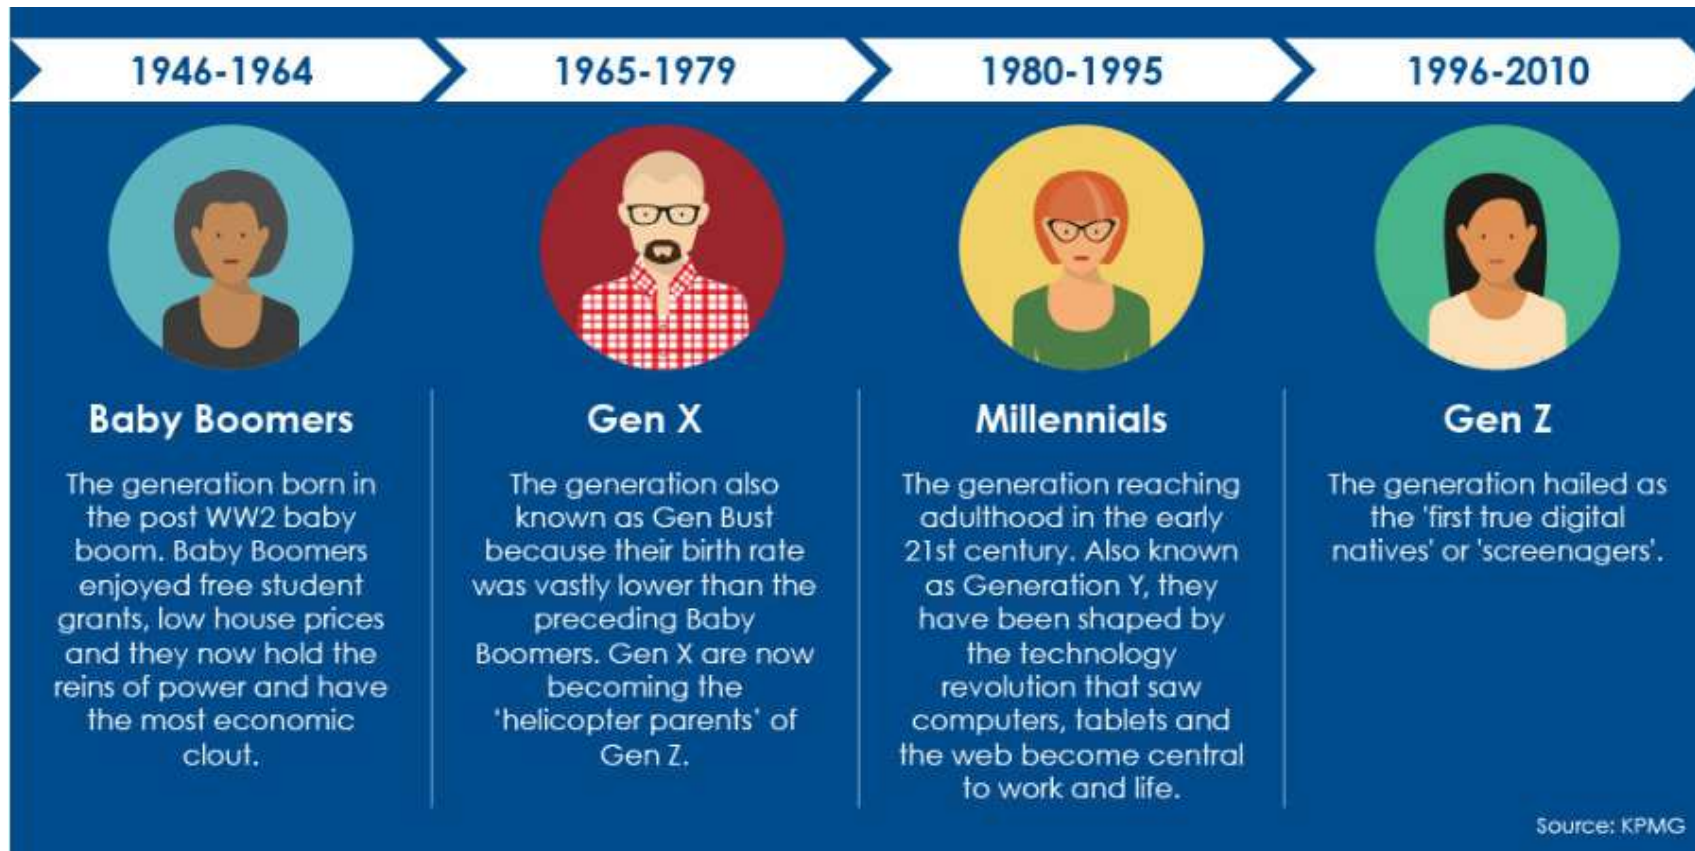 1946-1964
1965-1979
1980-1995
1996-2010
Baby Boomers
The generation born in
the post WW2 baby
boom. Baby Boomers
enjoyed free student
grants, low house prices
and they now hold the
reins of power and have
the most economic
clout.
Gen X
The generation also
known as Gen Bust
because their birth rate
was vastly lower than the
preceding Baby
Boomers. Gen X are now
becoming the
'helicopter parents' of
Gen Z.
Millennials
The generation reaching
adulthood in the early
21st century. Also known
as Generation Y, they
have been shaped by
the technology
revolution that saw
computers, tablets and
the web become central
to work and life.
Gen Z
The generation hailed as
the 'first true digital
natives' or 'screenagers'.
Source: KPMG